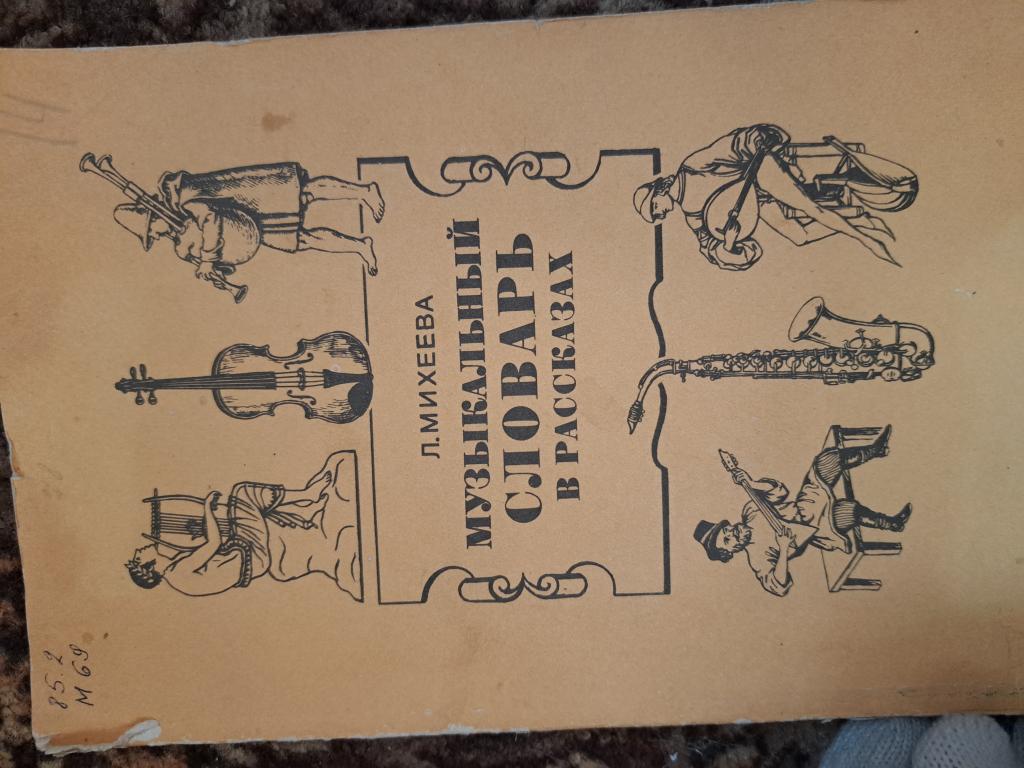 85.2
М 69
Л. МИХЕЕВА
МУЗЫКАЛЬНЫЙ
СЛОВАРЬ
В РАССКАЗАХ